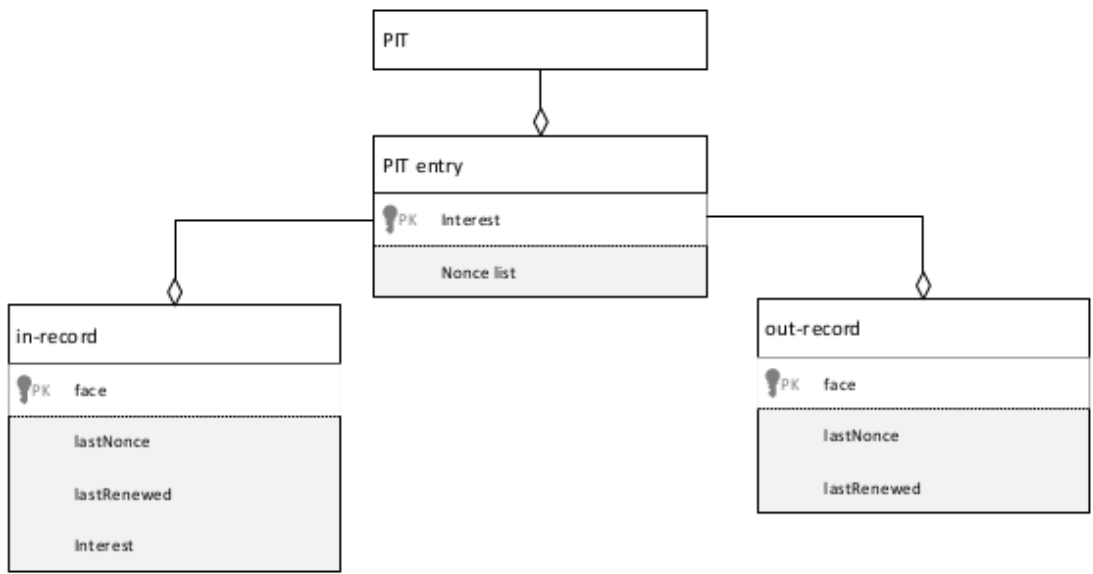 PIT
PIT entry
PK Interest
Nonce list
in-record
PK face
lastNonce
lastRenewed
Interest
out-record
PK face
lastNonce
lastRenewed